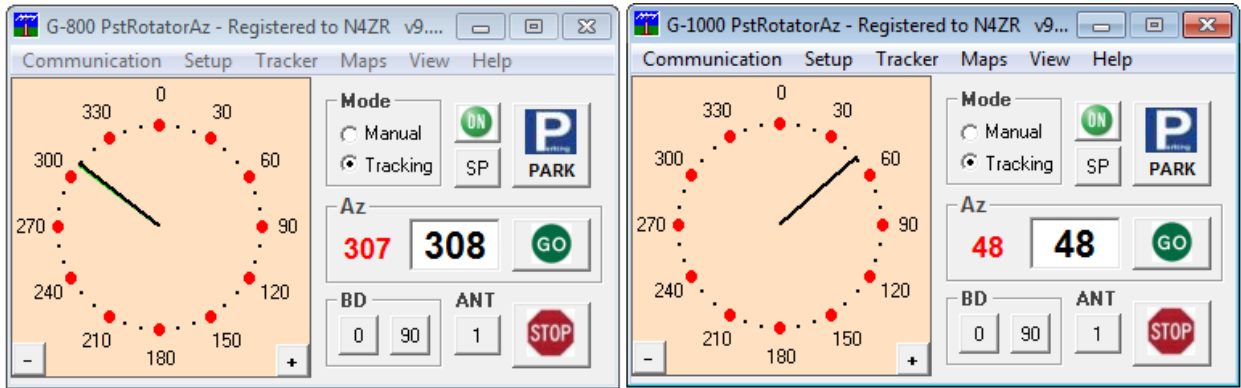 G-800 PstRotatorAz - Registered to N4ZR v9....
Communication Setup Tracker Maps View Help
0
330 30
300 60
270 90
240 120
210 150
180
- +
Mode
Manual
Tracking
ON
SP
P
PARK
Az
307 308 GO
BD
0 90
ANT
1
STOP
G-1000 PstRotatorAz - Registered to N4ZR v9...
Communication Setup Tracker Maps View Help
0
330 30
300 60
270 90
240 120
210 150
180
- +
Mode
Manual
Tracking
ON
SP
P
PARK
Az
48 48 GO
BD
0 90
ANT
1
STOP